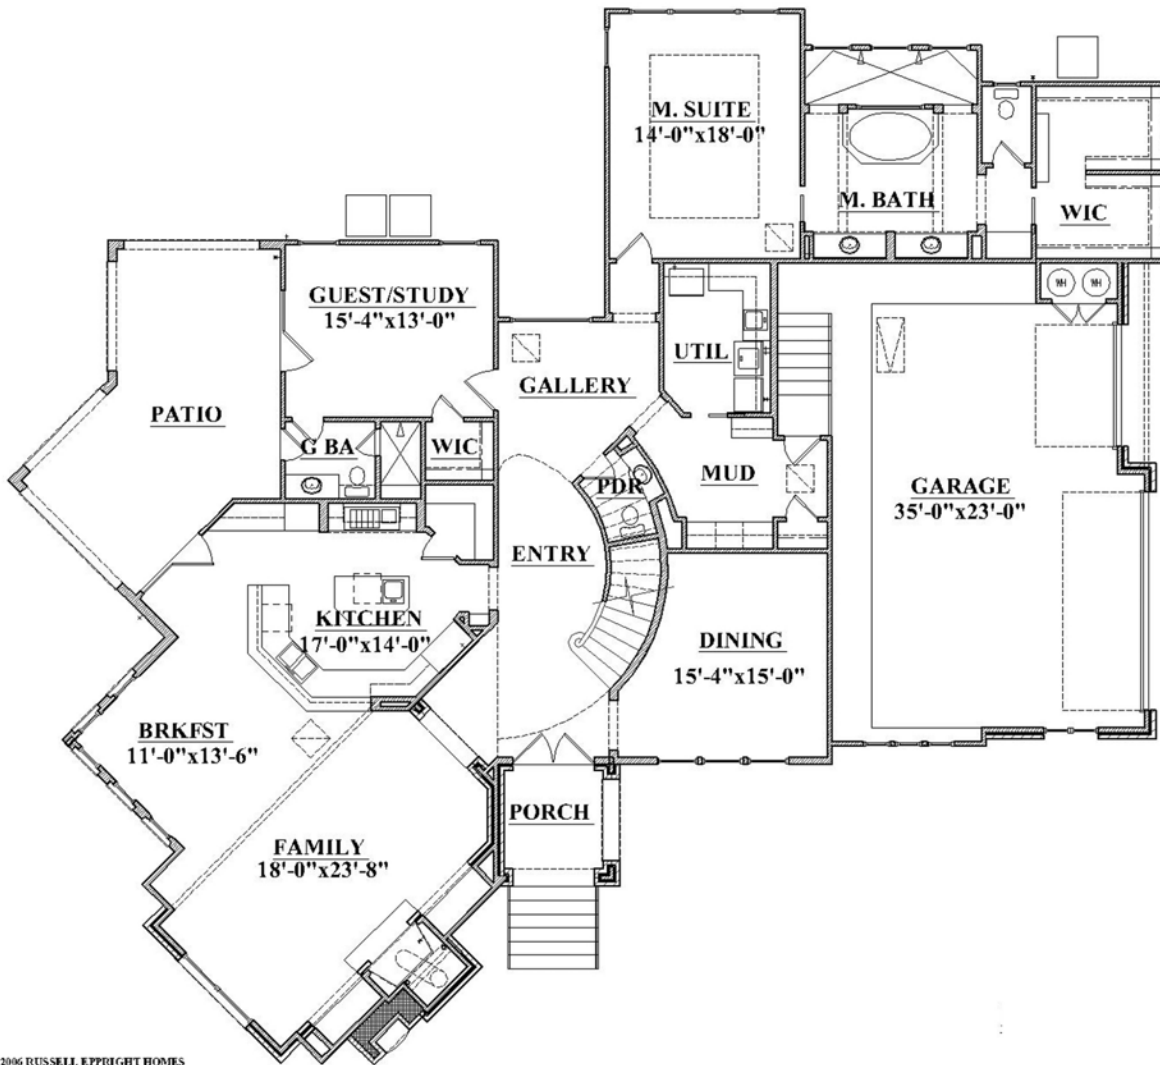 M. SUITE
14'-0"x18'-0"
M. BATH
WIC
WH WH
GUEST/STUDY
15'-4"x13'-0"
UTIL
GALLERY
PATIO
G BA
WIC
MUD
PDR
GARAGE
35'-0"x23'-0"
ENTRY
KITCHEN
17'-0"x14'-0"
DINING
15'-4"x15'-0"
BRKFST
11'-0"x13'-6"
PORCH
FAMILY
18'-0"x23'-8"
2006 RUSSELL EPPRIGHT HOMES